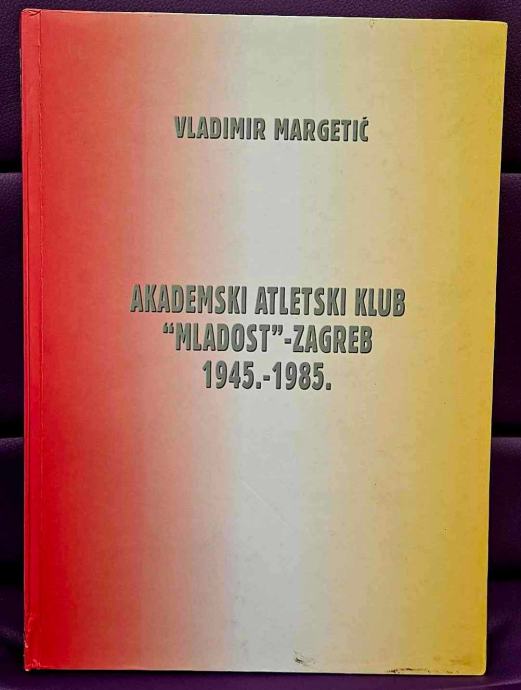 VLADIMIR MARGETIĆ
AKADEMSKI ATLETSKI KLUB
“MLADOST”-ZAGREB
1945.-1985.